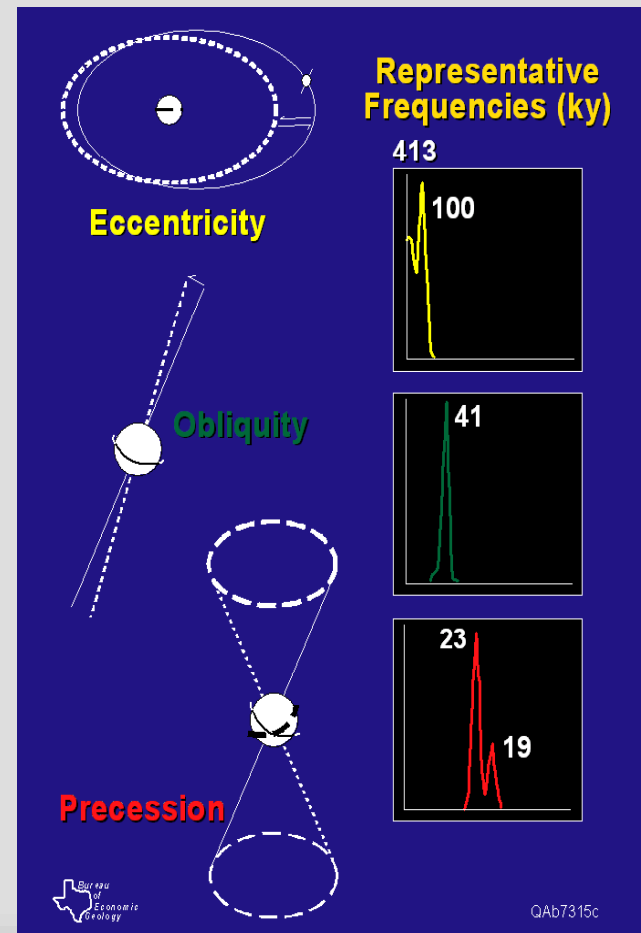 Representative
Frequencies (ky)
413
100
Eccentricity
Obliquity
41
23
19
Precession
Bureau
of
Economic
Geology
QAb7315c